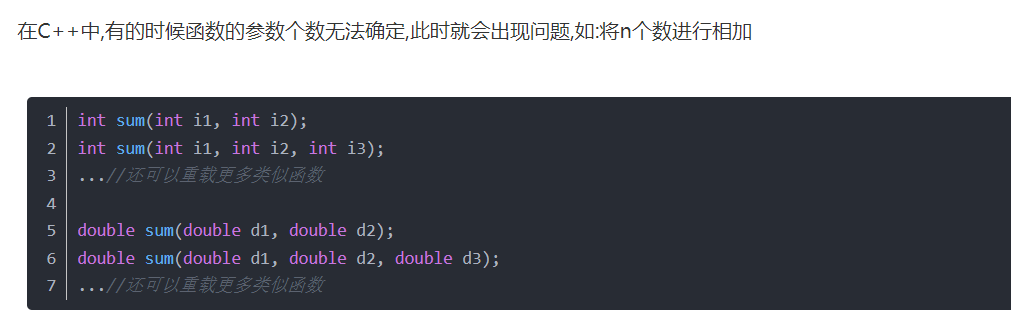 在C++中,有的时候函数的参数个数无法确定,此时就会出现问题,如:将n个数进行相加
1 int sum(int i1, int i2);
2 int sum(int i1, int i2, int i3);
3 ...//还可以重载更多类似函数
4
5 double sum(double d1, double d2);
6 double sum(double d1, double d2, double d3);
7 ...//还可以重载更多类似函数